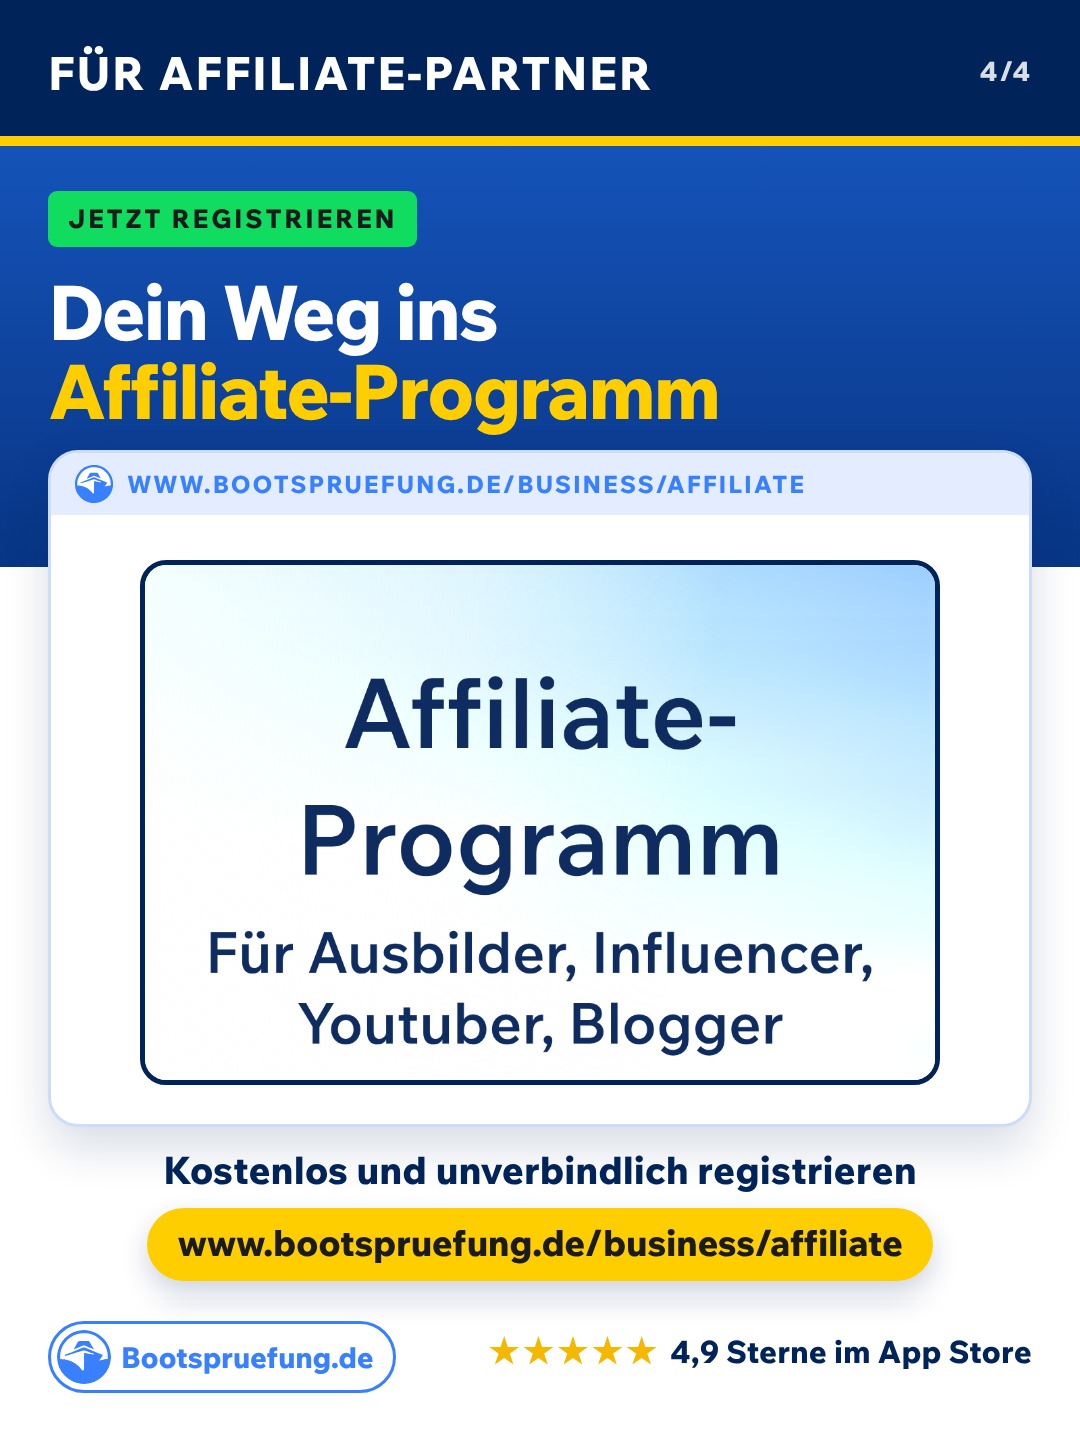 FÜR AFFILIATE-PARTNER
4/4
JETZT REGISTRIEREN
Dein Weg ins
Affiliate-Programm
WWW.BOOTSPRUEFUNG.DE/BUSINESS/AFFILIATE
Affiliate-
Programm
Für Ausbilder, Influencer,
Youtuber, Blogger
Kostenlos und unverbindlich registrieren
www.bootspruefung.de/business/affiliate
Bootspruefung.de
★★★★★ 4,9 Sterne im App Store